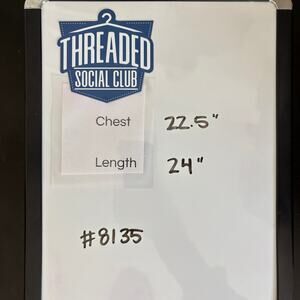 THREADED
SOCIAL CLUB
Chest 22.5"
Length 24"
#8135